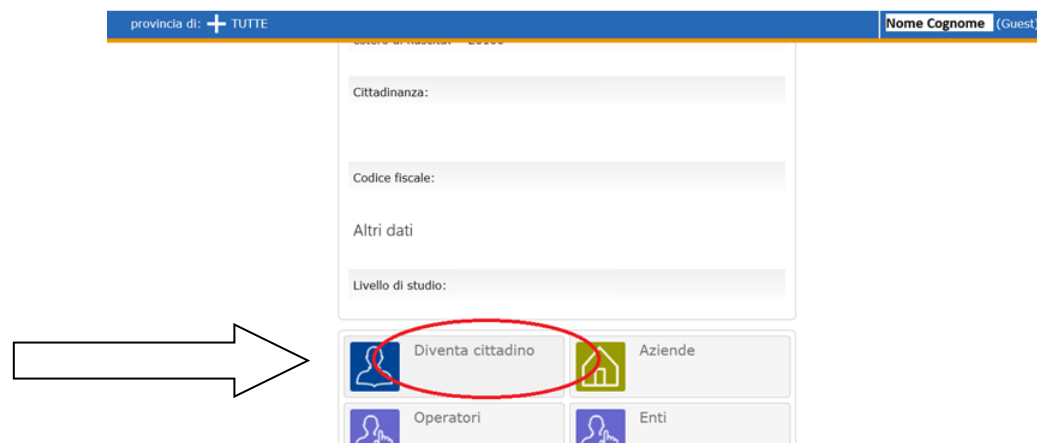 provincia di: TUTTE
Nome Cognome (Guest)
Cittadinanza:
Codice fiscale:
Altri dati
Livello di studio:
Diventa cittadino
Aziende
Operatori
Enti